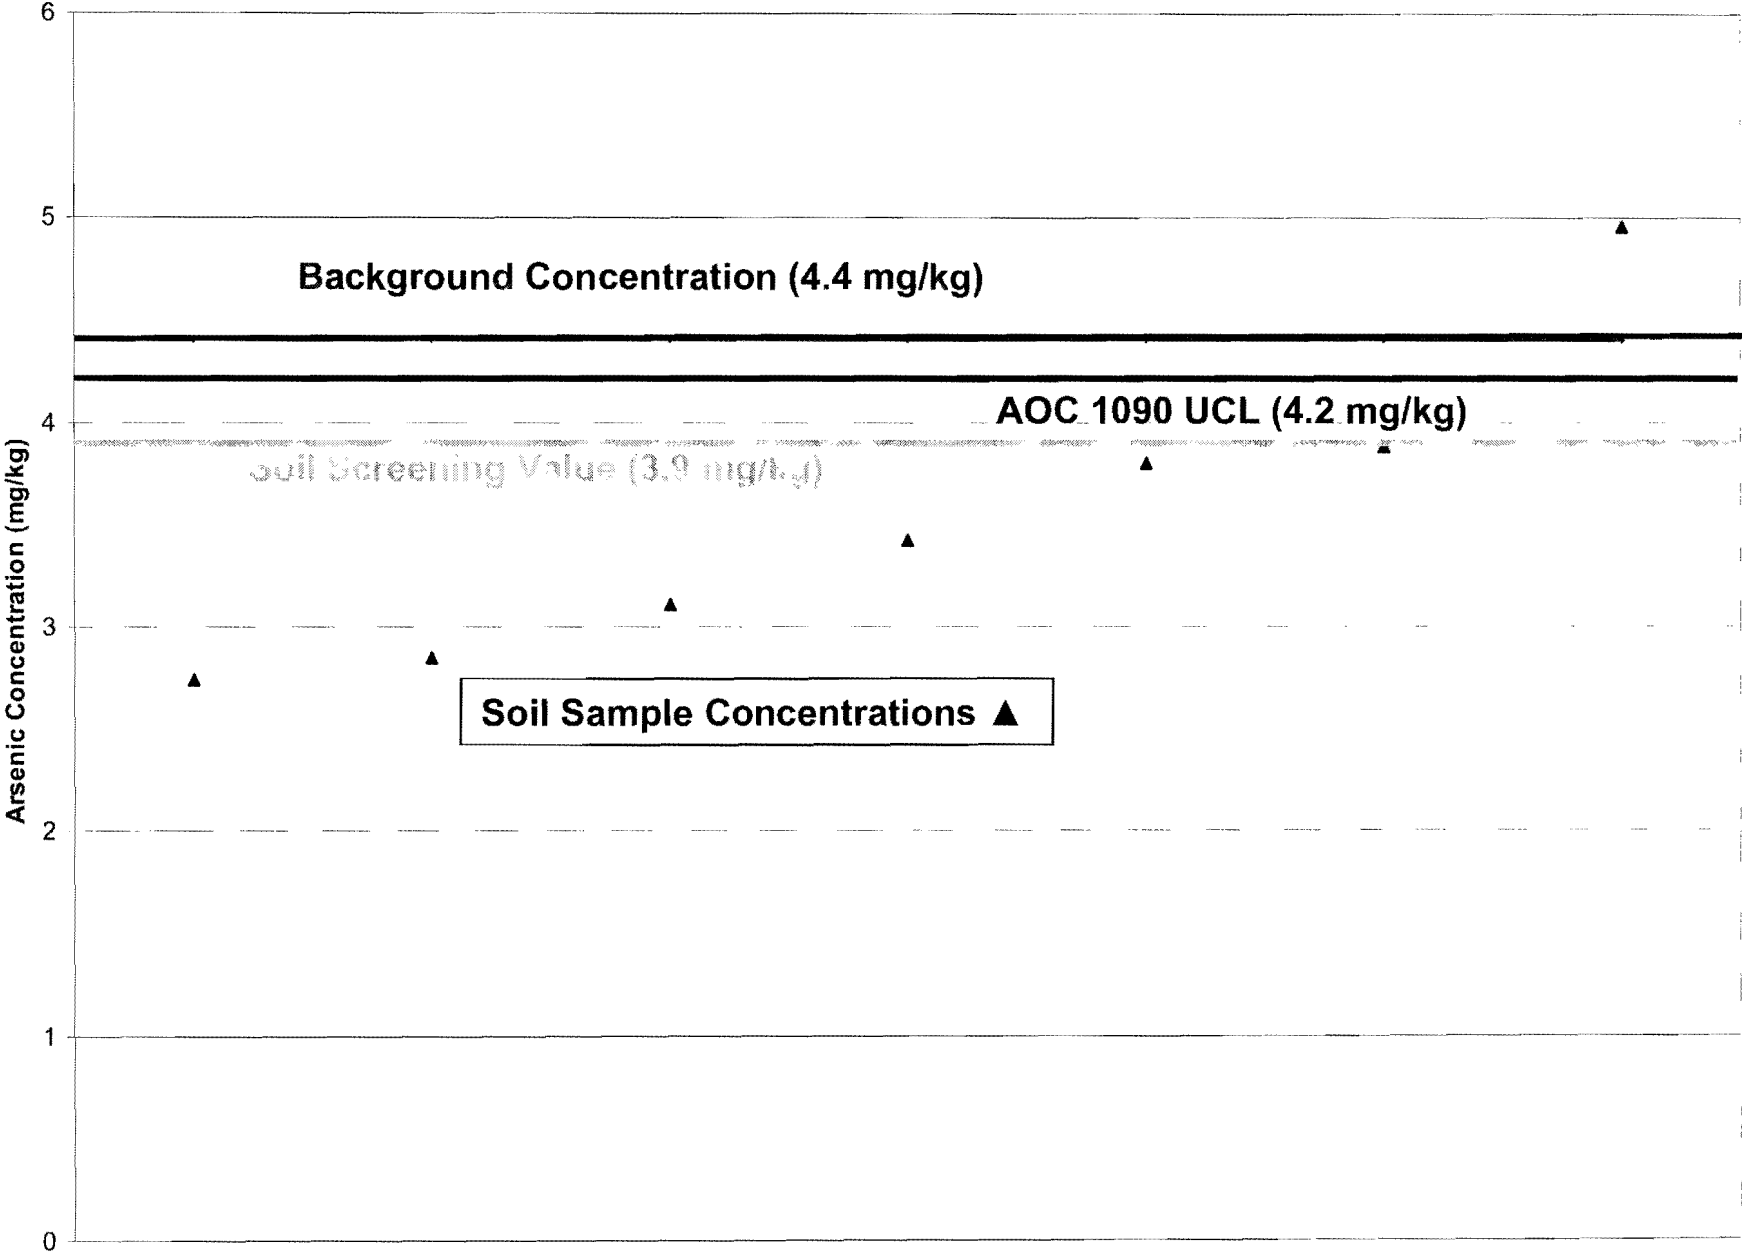 6
5
Background Concentration (4.4 mg/kg)
AOC 1090 UCL (4.2 mg/kg)
4
Soil Screening Value (3.9 mg/kg)
Arsenic Concentration (mg/kg)
3
Soil Sample Concentrations ▲
2
1
0